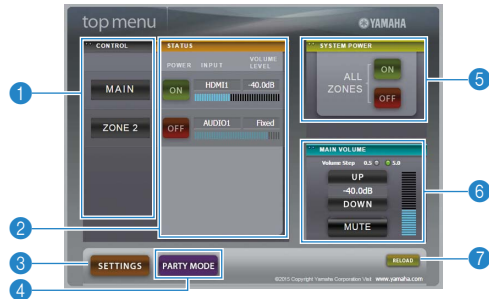 top menu
YAMAHA
CONTROL
MAIN
ZONE 2
STATUS
POWER INPUT VOLUME LEVEL
ON HDMI1 -40.0dB
OFF AUDIO1 Fixed
SYSTEM POWER
ALL ZONES
ON
OFF
MAIN VOLUME
Volume Step 0.5 5.0
UP
-40.0dB
DOWN
MUTE
SETTINGS
PARTY MODE
RELOAD
©2013 Copyright Yamaha Corporation Visit www.yamaha.com
1
2
3
4
5
6
7